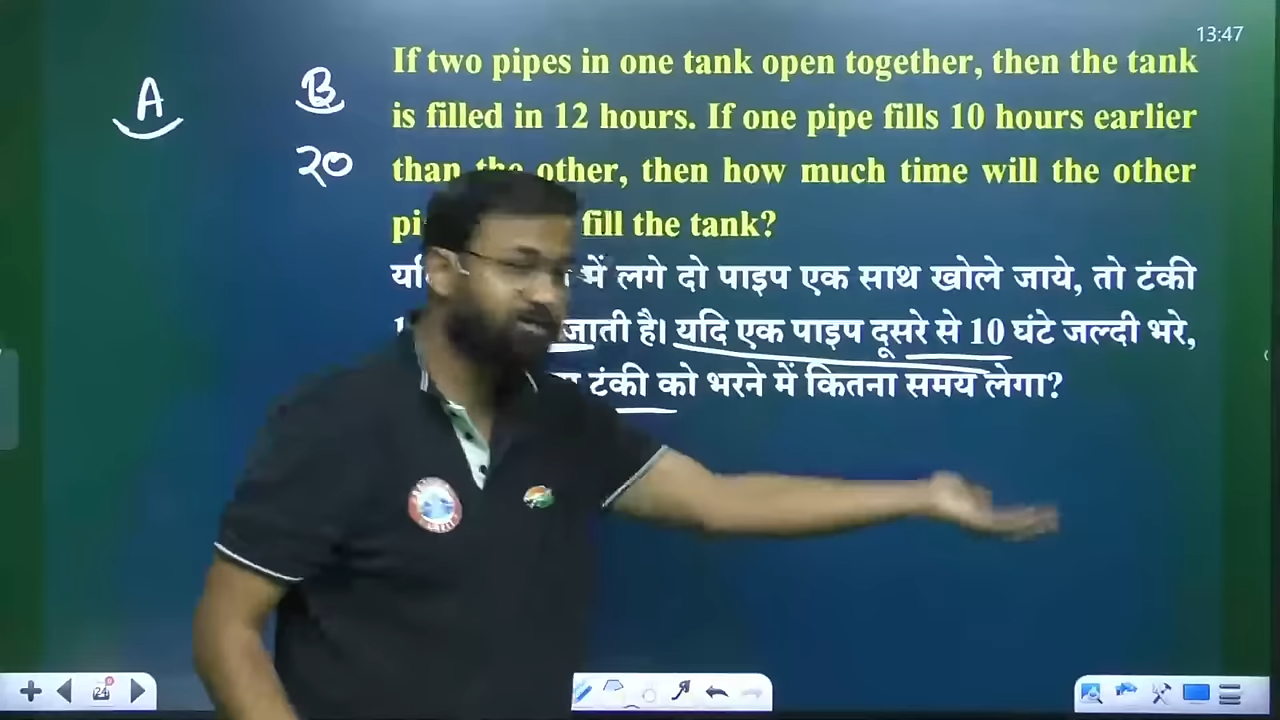 13:47
A
B
20
If two pipes in one tank open together, then the tank
is filled in 12 hours. If one pipe fills 10 hours earlier
than the other, then how much time will the other
fill the tank?
में लगे दो पाइप एक साथ खोले जाये, तो टंकी
जाती है। यदि एक पाइप दूसरे से 10 घंटे जल्दी भरे,
टंकी को भरने में कितना समय लेगा?
24